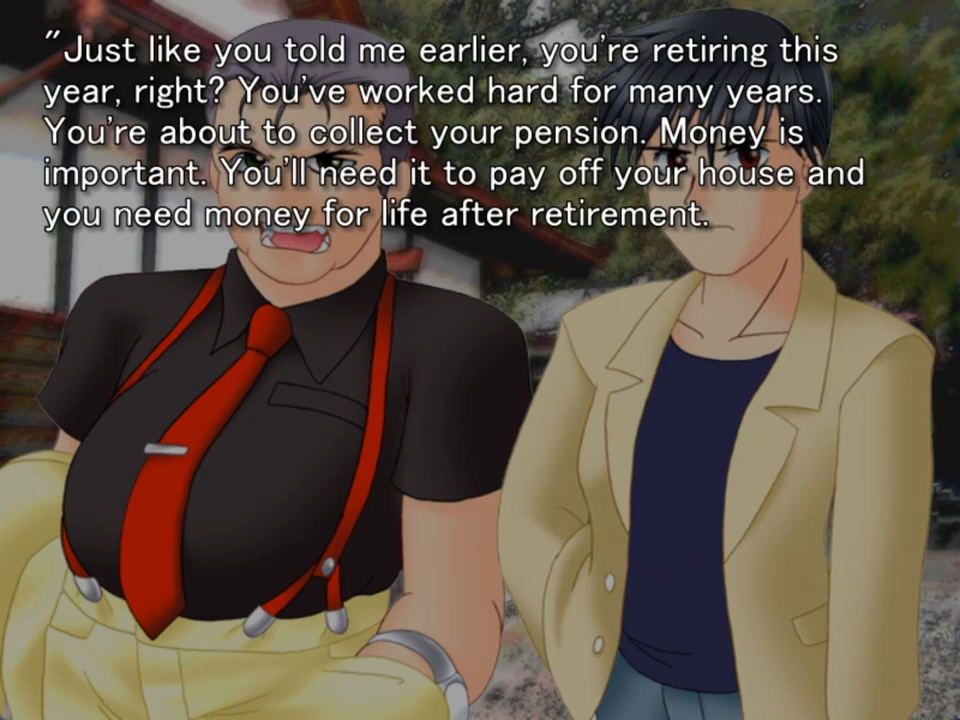 "Just like you told me earlier, you're retiring this
year, right? You've worked hard for many years.
You're about to collect your pension. Money is
important. You'll need it to pay off your house and
you need money for life after retirement.